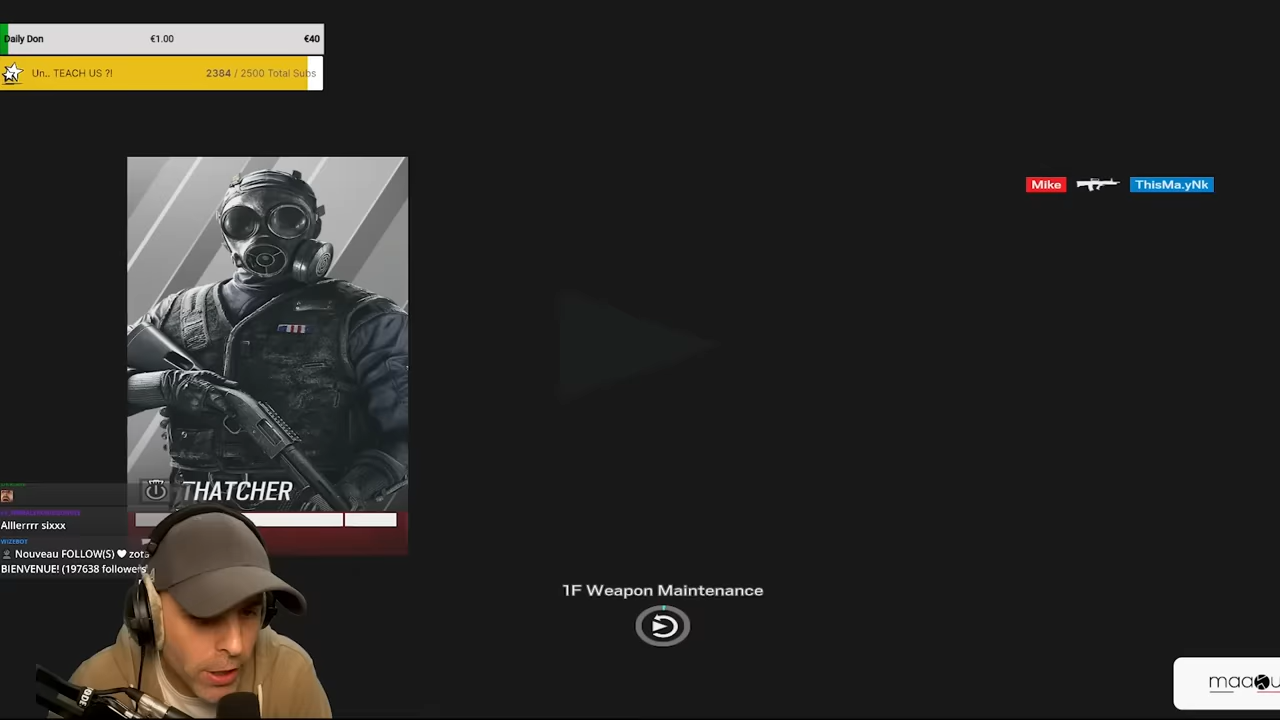 Daily Don €1.00 €40
Un.. TEACH US ?! 2384 / 2500 Total Subs
Mike ThisMa.yNk
THATCHER
Alllerrrr sixxx
WIZEBOT
Nouveau FOLLOW(S) zota
BIENVENUE! (197638 followers
1F Weapon Maintenance